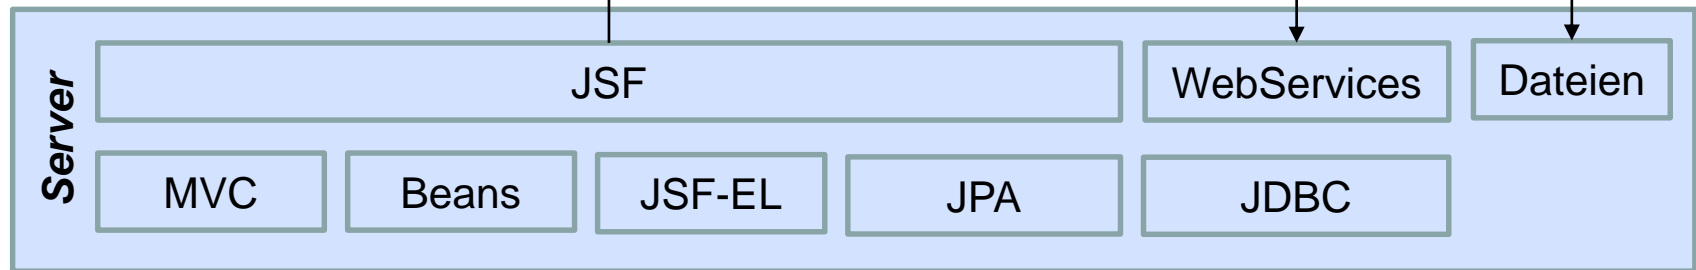 Server
JSF
WebServices
Dateien
MVC
Beans
JSF-EL
JPA
JDBC